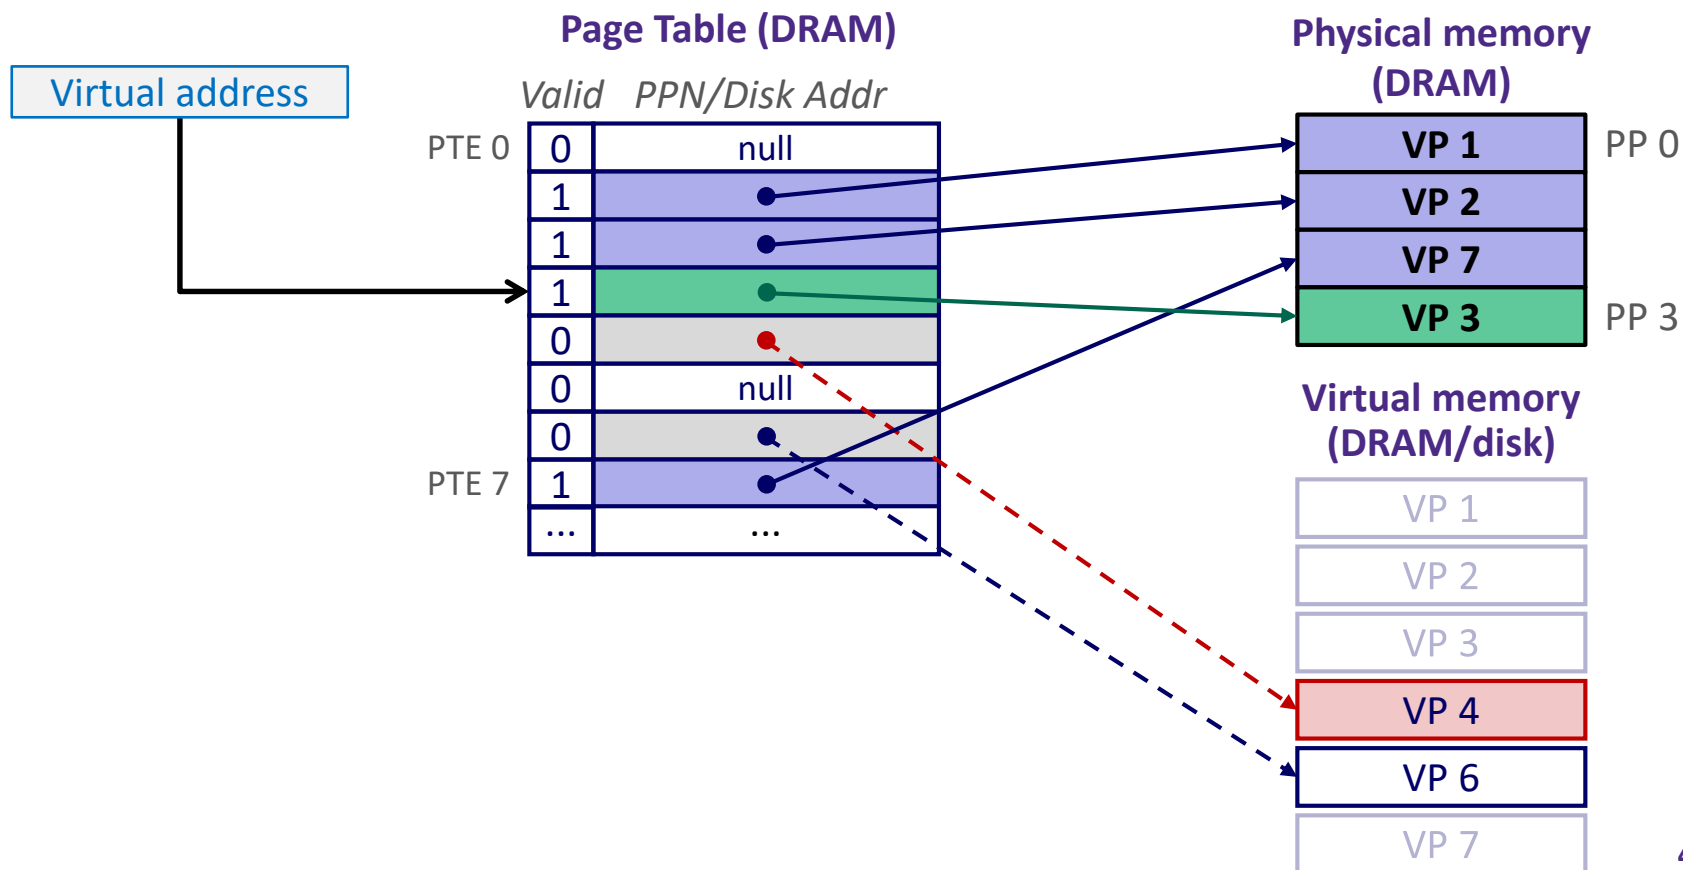 Page Table (DRAM)
Physical memory
(DRAM)
Virtual address
Valid PPN/Disk Addr
PTE 0 0 null
1
1
1
0
0 null
0
PTE 7 1
... ...
VP 1 PP 0
VP 2
VP 7
VP 3 PP 3
Virtual memory
(DRAM/disk)
VP 1
VP 2
VP 3
VP 4
VP 6
VP 7